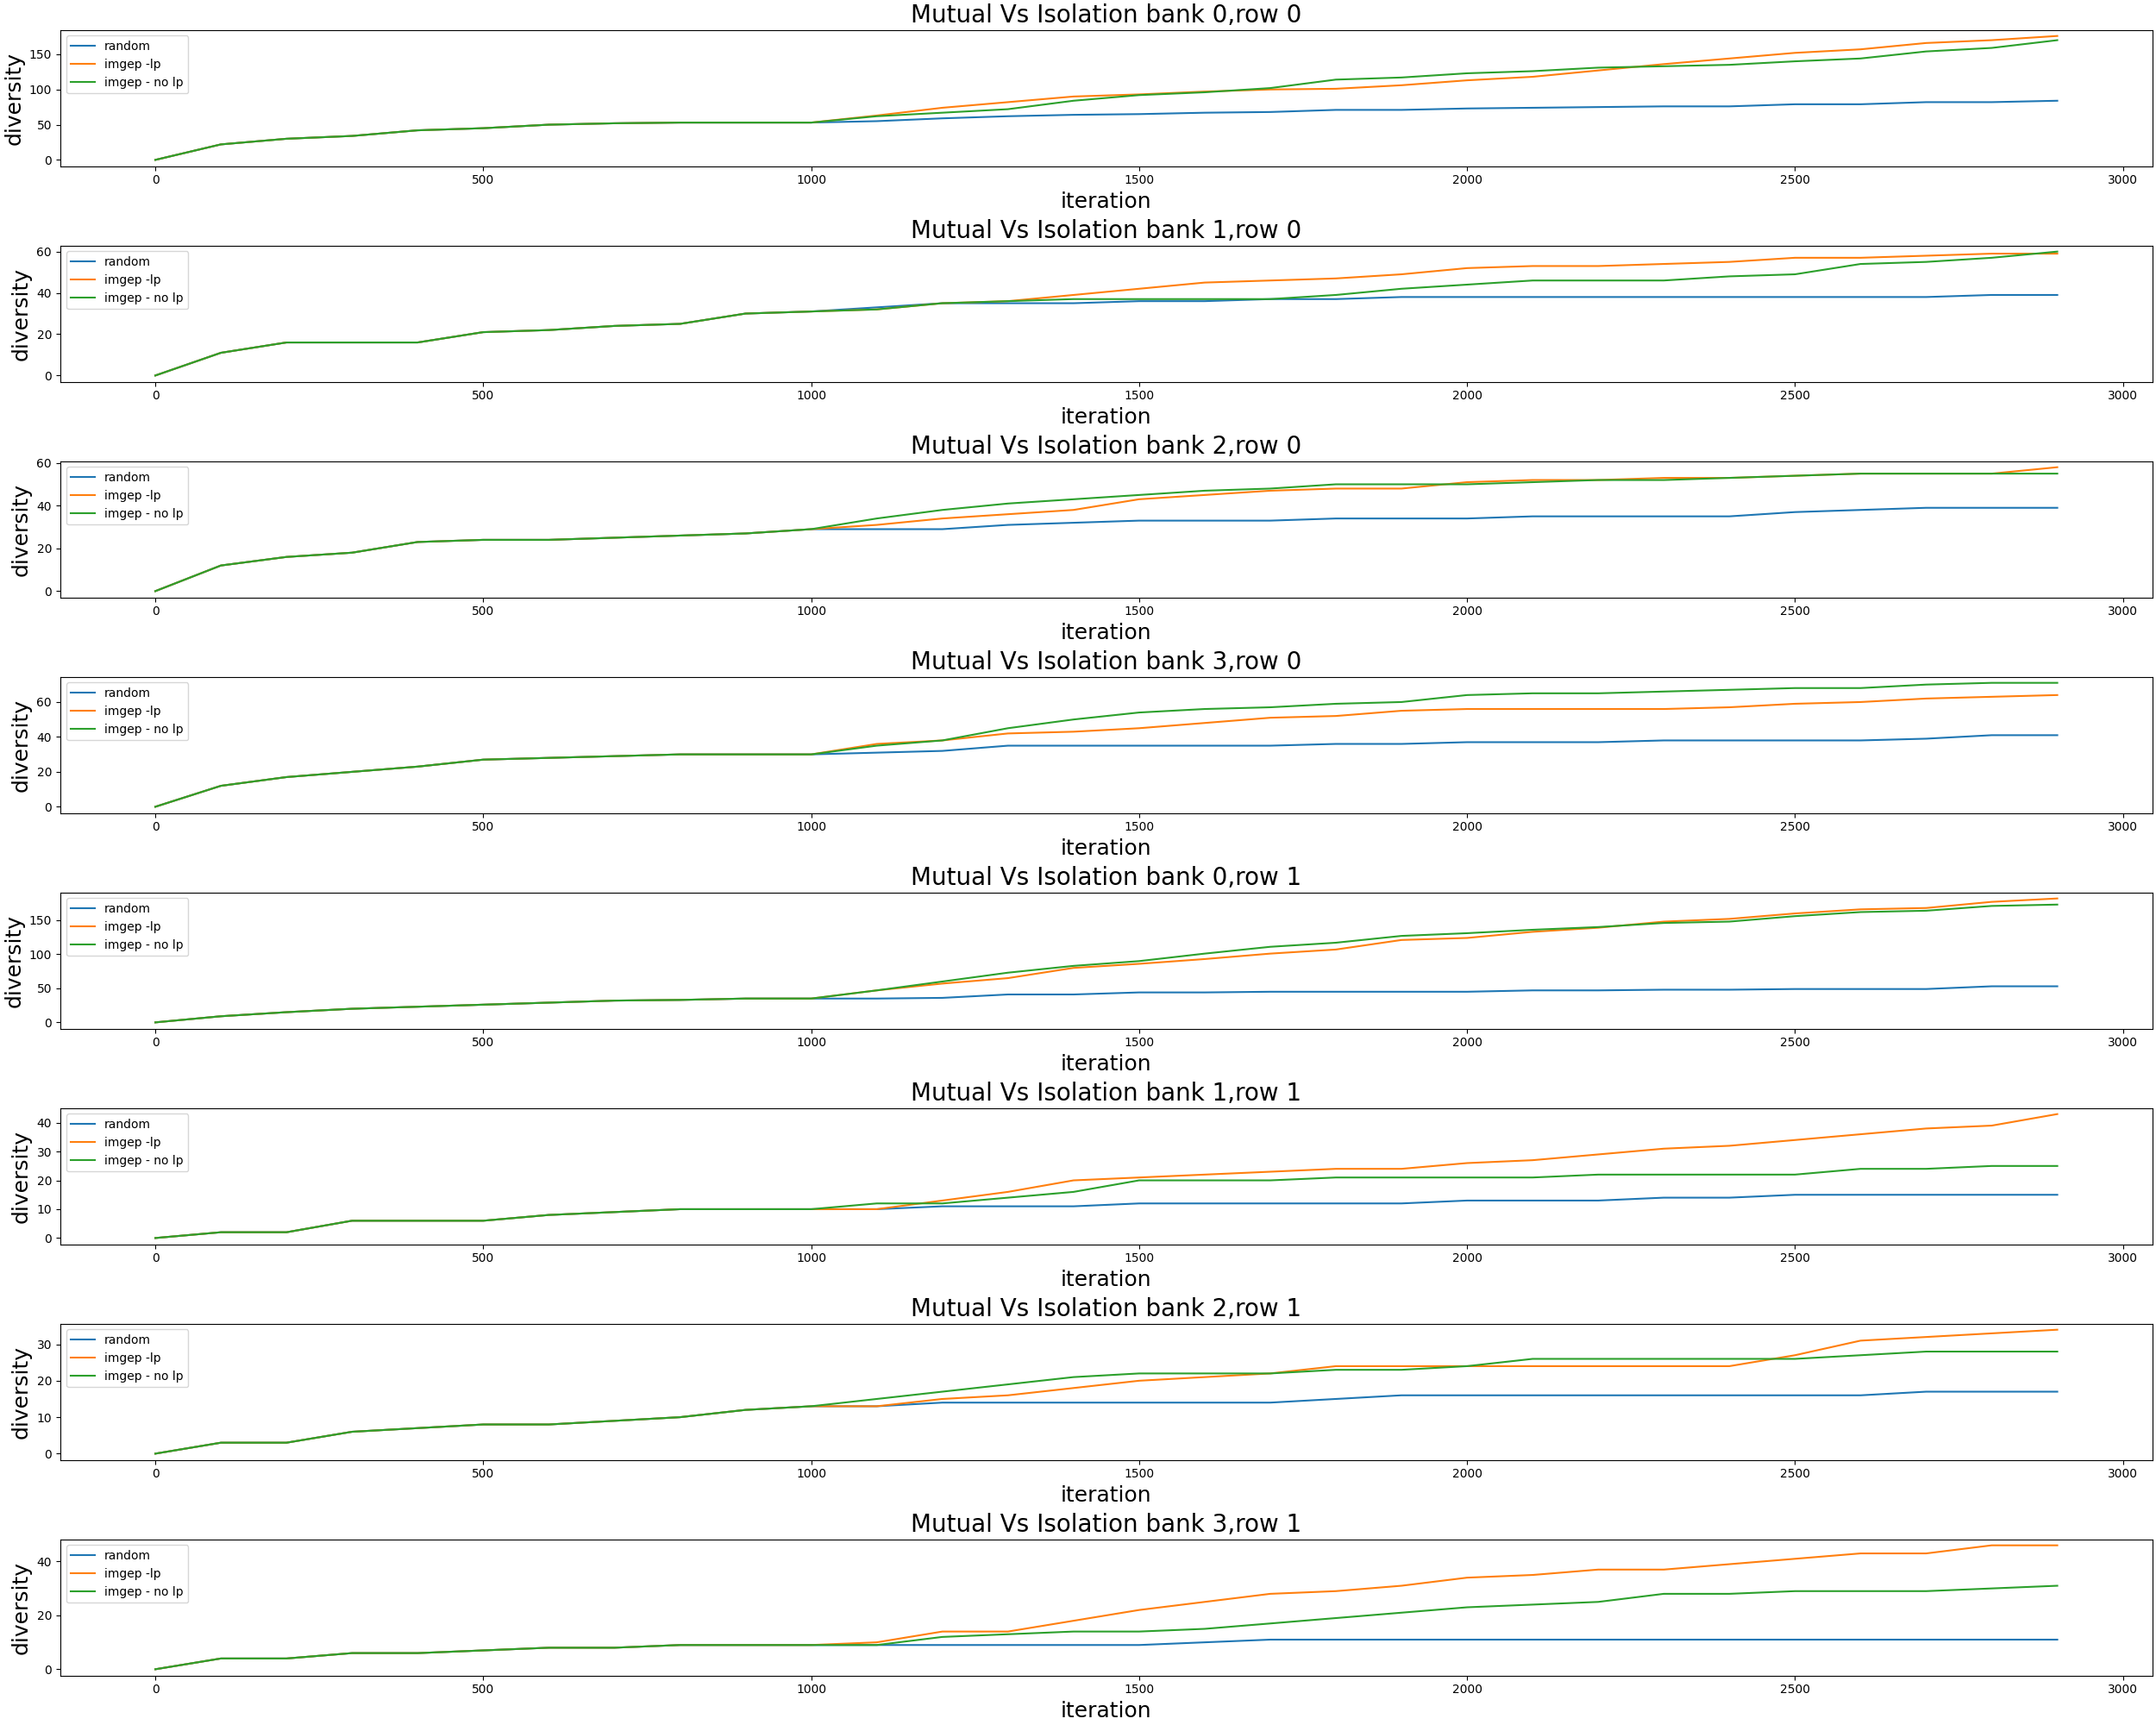 Mutual Vs Isolation bank 0,row 0
random
imgep -lp
imgep - no lp
diversity
150
100
50
0
0 500 1000 1500 2000 2500 3000
iteration
Mutual Vs Isolation bank 1,row 0
random
imgep -lp
imgep - no lp
diversity
60
40
20
0
0 500 1000 1500 2000 2500 3000
iteration
Mutual Vs Isolation bank 2,row 0
random
imgep -lp
imgep - no lp
diversity
60
40
20
0
0 500 1000 1500 2000 2500 3000
iteration
Mutual Vs Isolation bank 3,row 0
random
imgep -lp
imgep - no lp
diversity
60
40
20
0
0 500 1000 1500 2000 2500 3000
iteration
Mutual Vs Isolation bank 0,row 1
random
imgep -lp
imgep - no lp
diversity
150
100
50
0
0 500 1000 1500 2000 2500 3000
iteration
Mutual Vs Isolation bank 1,row 1
random
imgep -lp
imgep - no lp
diversity
40
30
20
10
0
0 500 1000 1500 2000 2500 3000
iteration
Mutual Vs Isolation bank 2,row 1
random
imgep -lp
imgep - no lp
diversity
30
20
10
0
0 500 1000 1500 2000 2500 3000
iteration
Mutual Vs Isolation bank 3,row 1
random
imgep -lp
imgep - no lp
diversity
40
20
0
0 500 1000 1500 2000 2500 3000
iteration